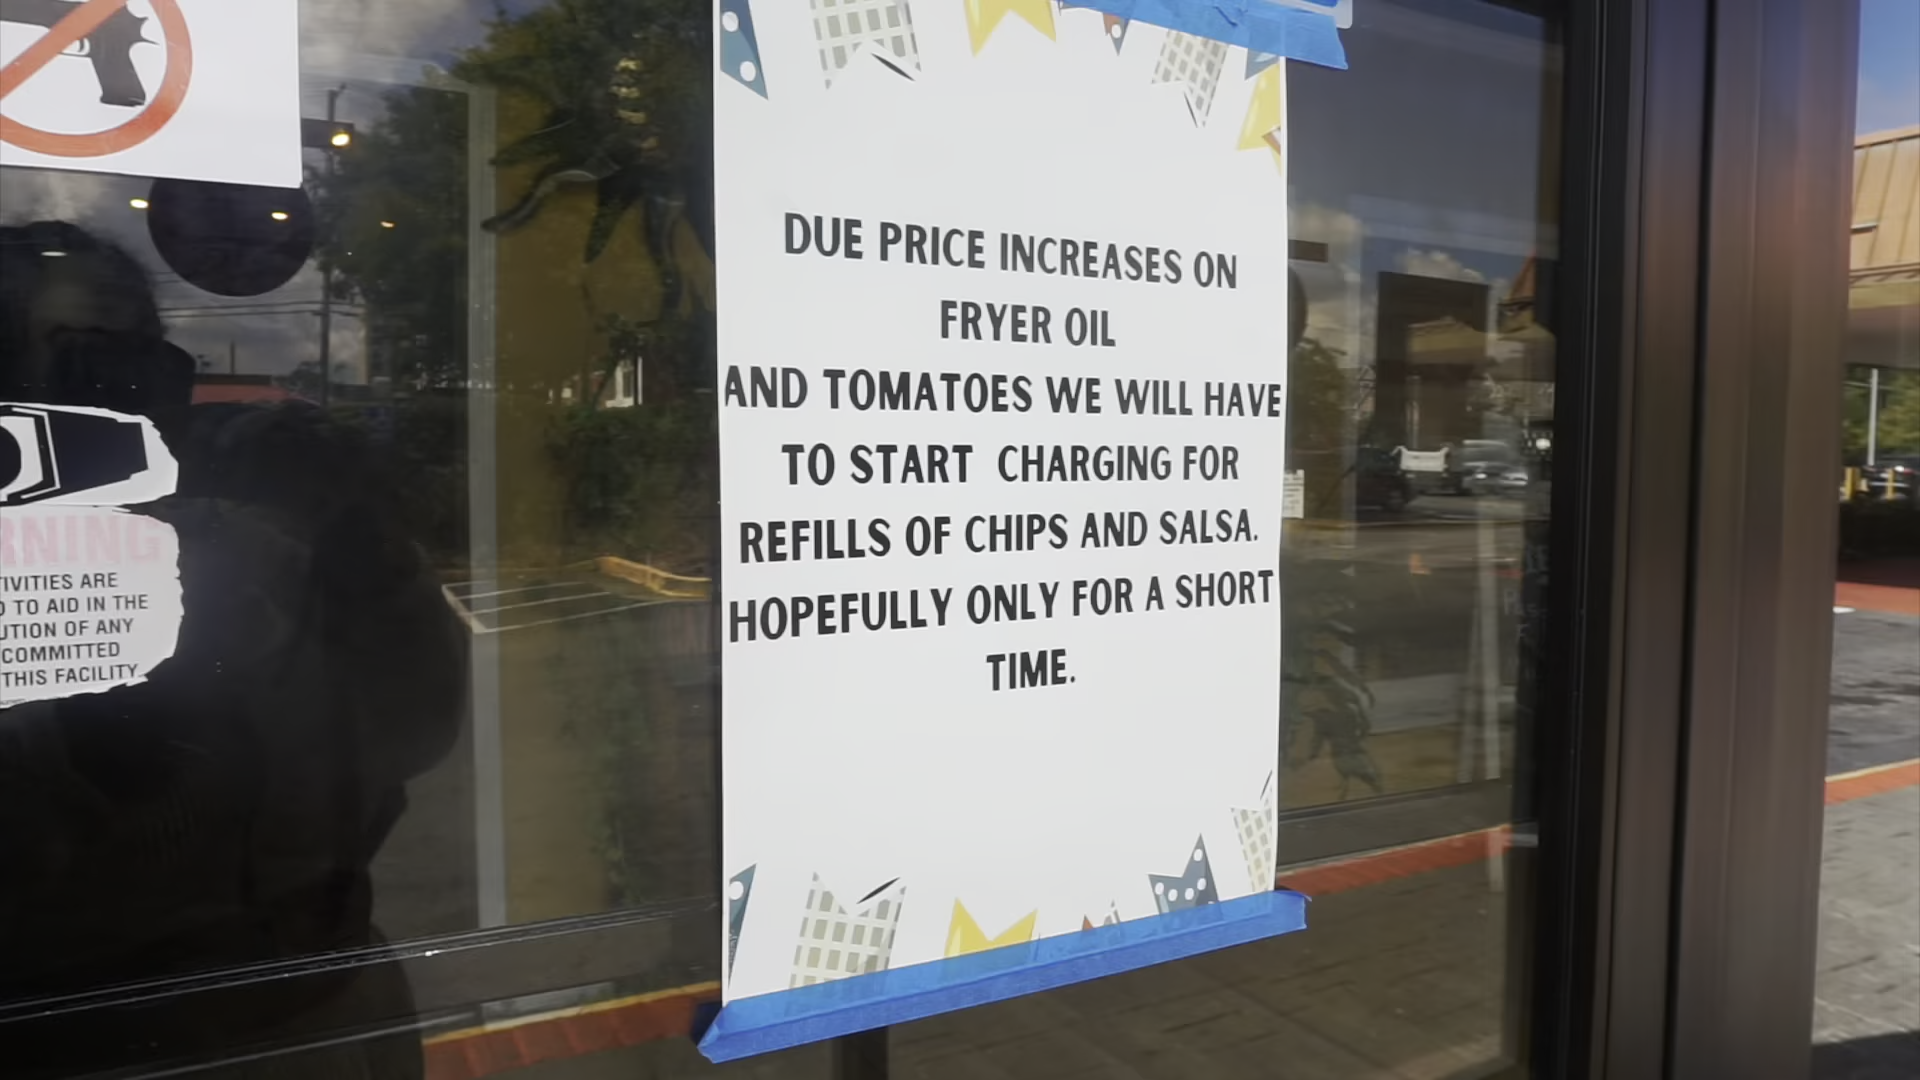 DUE PRICE INCREASES ON
FRYER OIL
AND TOMATOES WE WILL HAVE
TO START CHARGING FOR
REFILLS OF CHIPS AND SALSA.
HOPEFULLY ONLY FOR A SHORT
TIME.
RNING
TIVITIES ARE
TO AID IN THE
UTION OF ANY
COMMITTED
THIS FACILITY